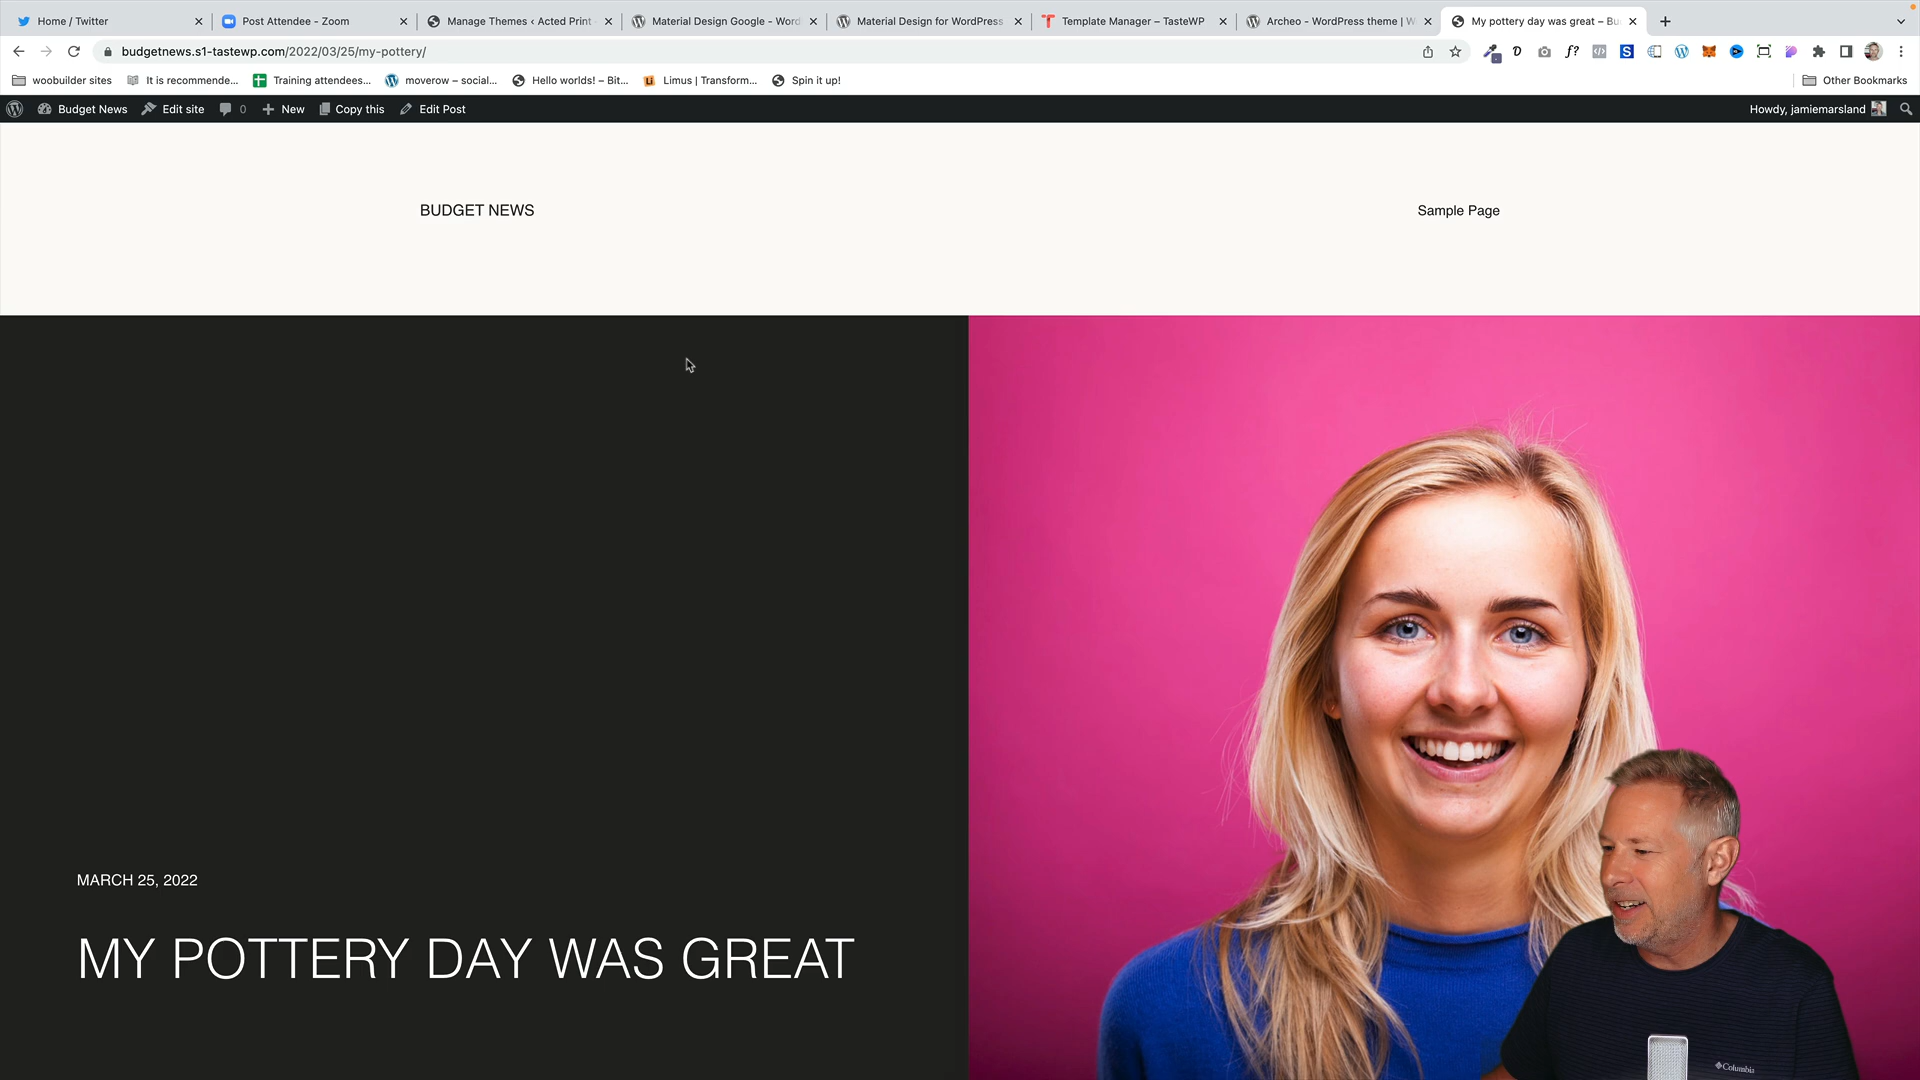 Home / Twitter
Post Attendee - Zoom
Manage Themes ‹ Acted Print
Material Design Google - Word
Material Design for WordPress
Template Manager – TasteWP
Archeo - WordPress theme | W
My pottery day was great – Bu
budgetnews.s1-tastewp.com/2022/03/25/my-pottery/
woobuilder sites
It is recommende...
Training attendees...
moverow – social...
Hello worlds! – Bit...
Limus | Transform...
Spin it up!
Other Bookmarks
Budget News
Edit site
0
New
Copy this
Edit Post
Howdy, jamiemarsland
BUDGET NEWS
Sample Page
MARCH 25, 2022
MY POTTERY DAY WAS GREAT
Columbia